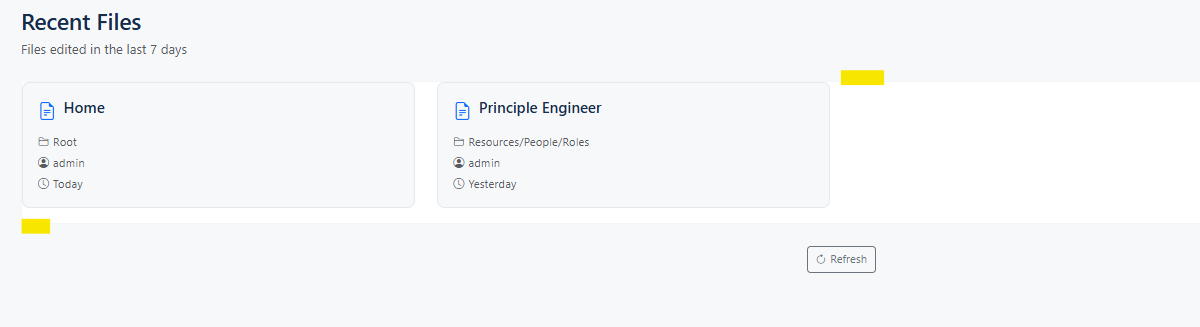 Recent Files
Files edited in the last 7 days
Home
Root
admin
Today
Principle Engineer
Resources/People/Roles
admin
Yesterday
Refresh